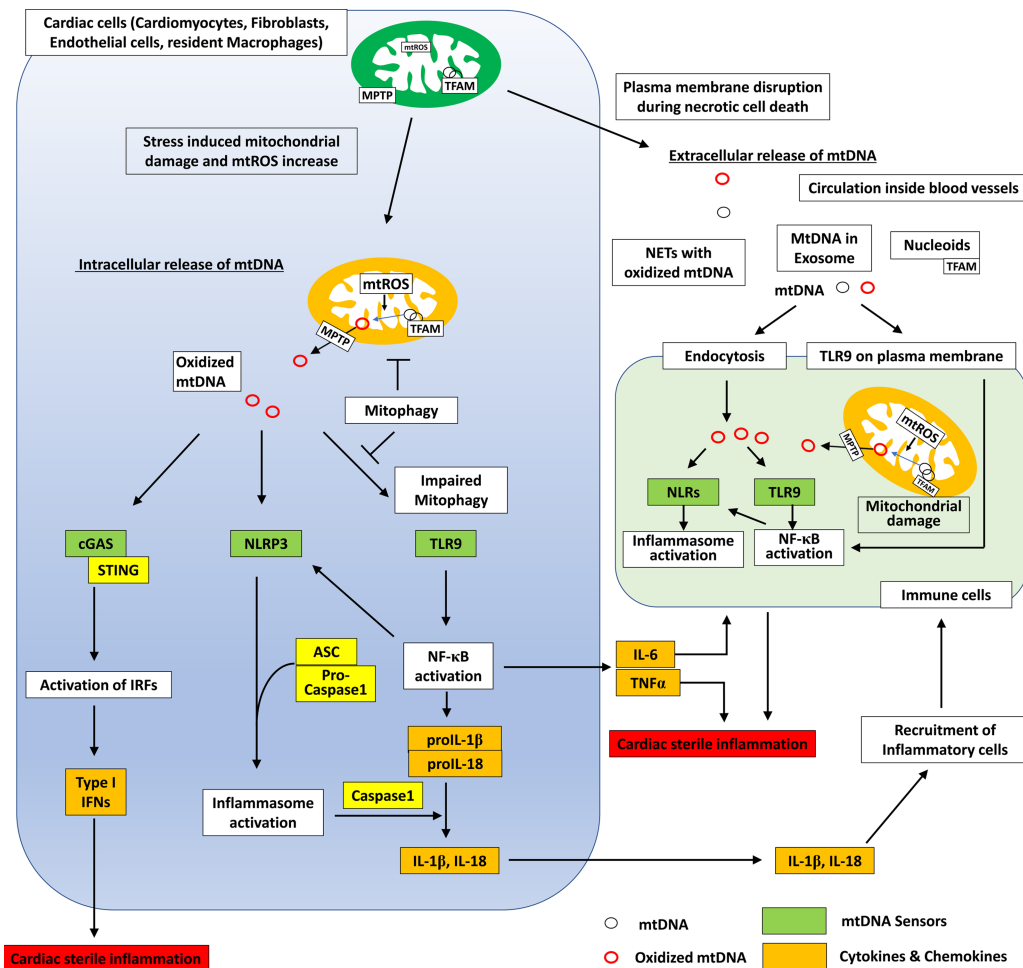 Cardiac cells (Cardiomyocytes, Fibroblasts,
Endothelial cells, resident Macrophages)
mtROS
TFAM
MPTP
Stress induced mitochondrial
damage and mtROS increase
Plasma membrane disruption
during necrotic cell death
Extracellular release of mtDNA
Circulation inside blood vessels
NETs with
oxidized mtDNA
MtDNA in
Exosome
Nucleoids
TFAM
mtDNA
Intracellular release of mtDNA
mtROS
MPTP
TFAM
Oxidized
mtDNA
Mitophagy
Impaired
Mitophagy
Endocytosis
TLR9 on plasma membrane
mtROS
MPTP
TFAM
Mitochondrial
damage
NLRs
TLR9
Inflammasome
activation
NF-κB
activation
Immune cells
cGAS
STING
NLRP3
TLR9
Activation of IRFs
ASC
Pro-
Caspase1
NF-κB
activation
IL-6
TNFα
proIL-1β
proIL-18
Cardiac sterile inflammation
Recruitment of
Inflammatory cells
Type I
IFNs
Inflammasome
activation
Caspase1
IL-1β, IL-18
IL-1β, IL-18
Cardiac sterile inflammation
mtDNA
mtDNA Sensors
Oxidized mtDNA
Cytokines & Chemokines